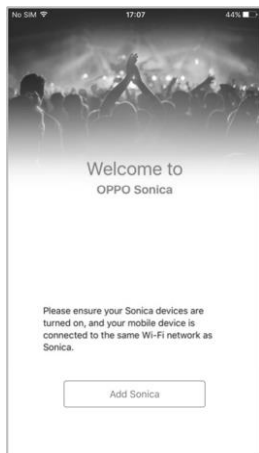 No SIM 17:07 44%
Welcome to
OPPO Sonica
Please ensure your Sonica devices are
turned on, and your mobile device is
connected to the same Wi-Fi network as
Sonica.
Add Sonica